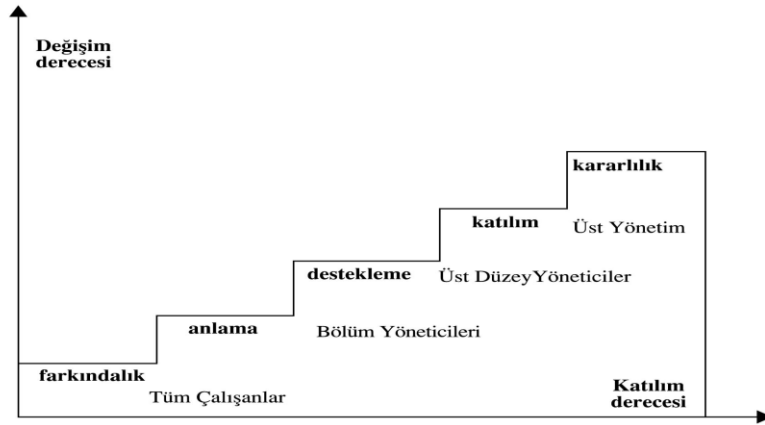 Değişim
derecesi
kararlılık
katılım
Üst Yönetim
destekleme
Üst DüzeyYöneticiler
anlama
Bölüm Yöneticileri
farkındalık
Tüm Çalışanlar
Katılım
derecesi